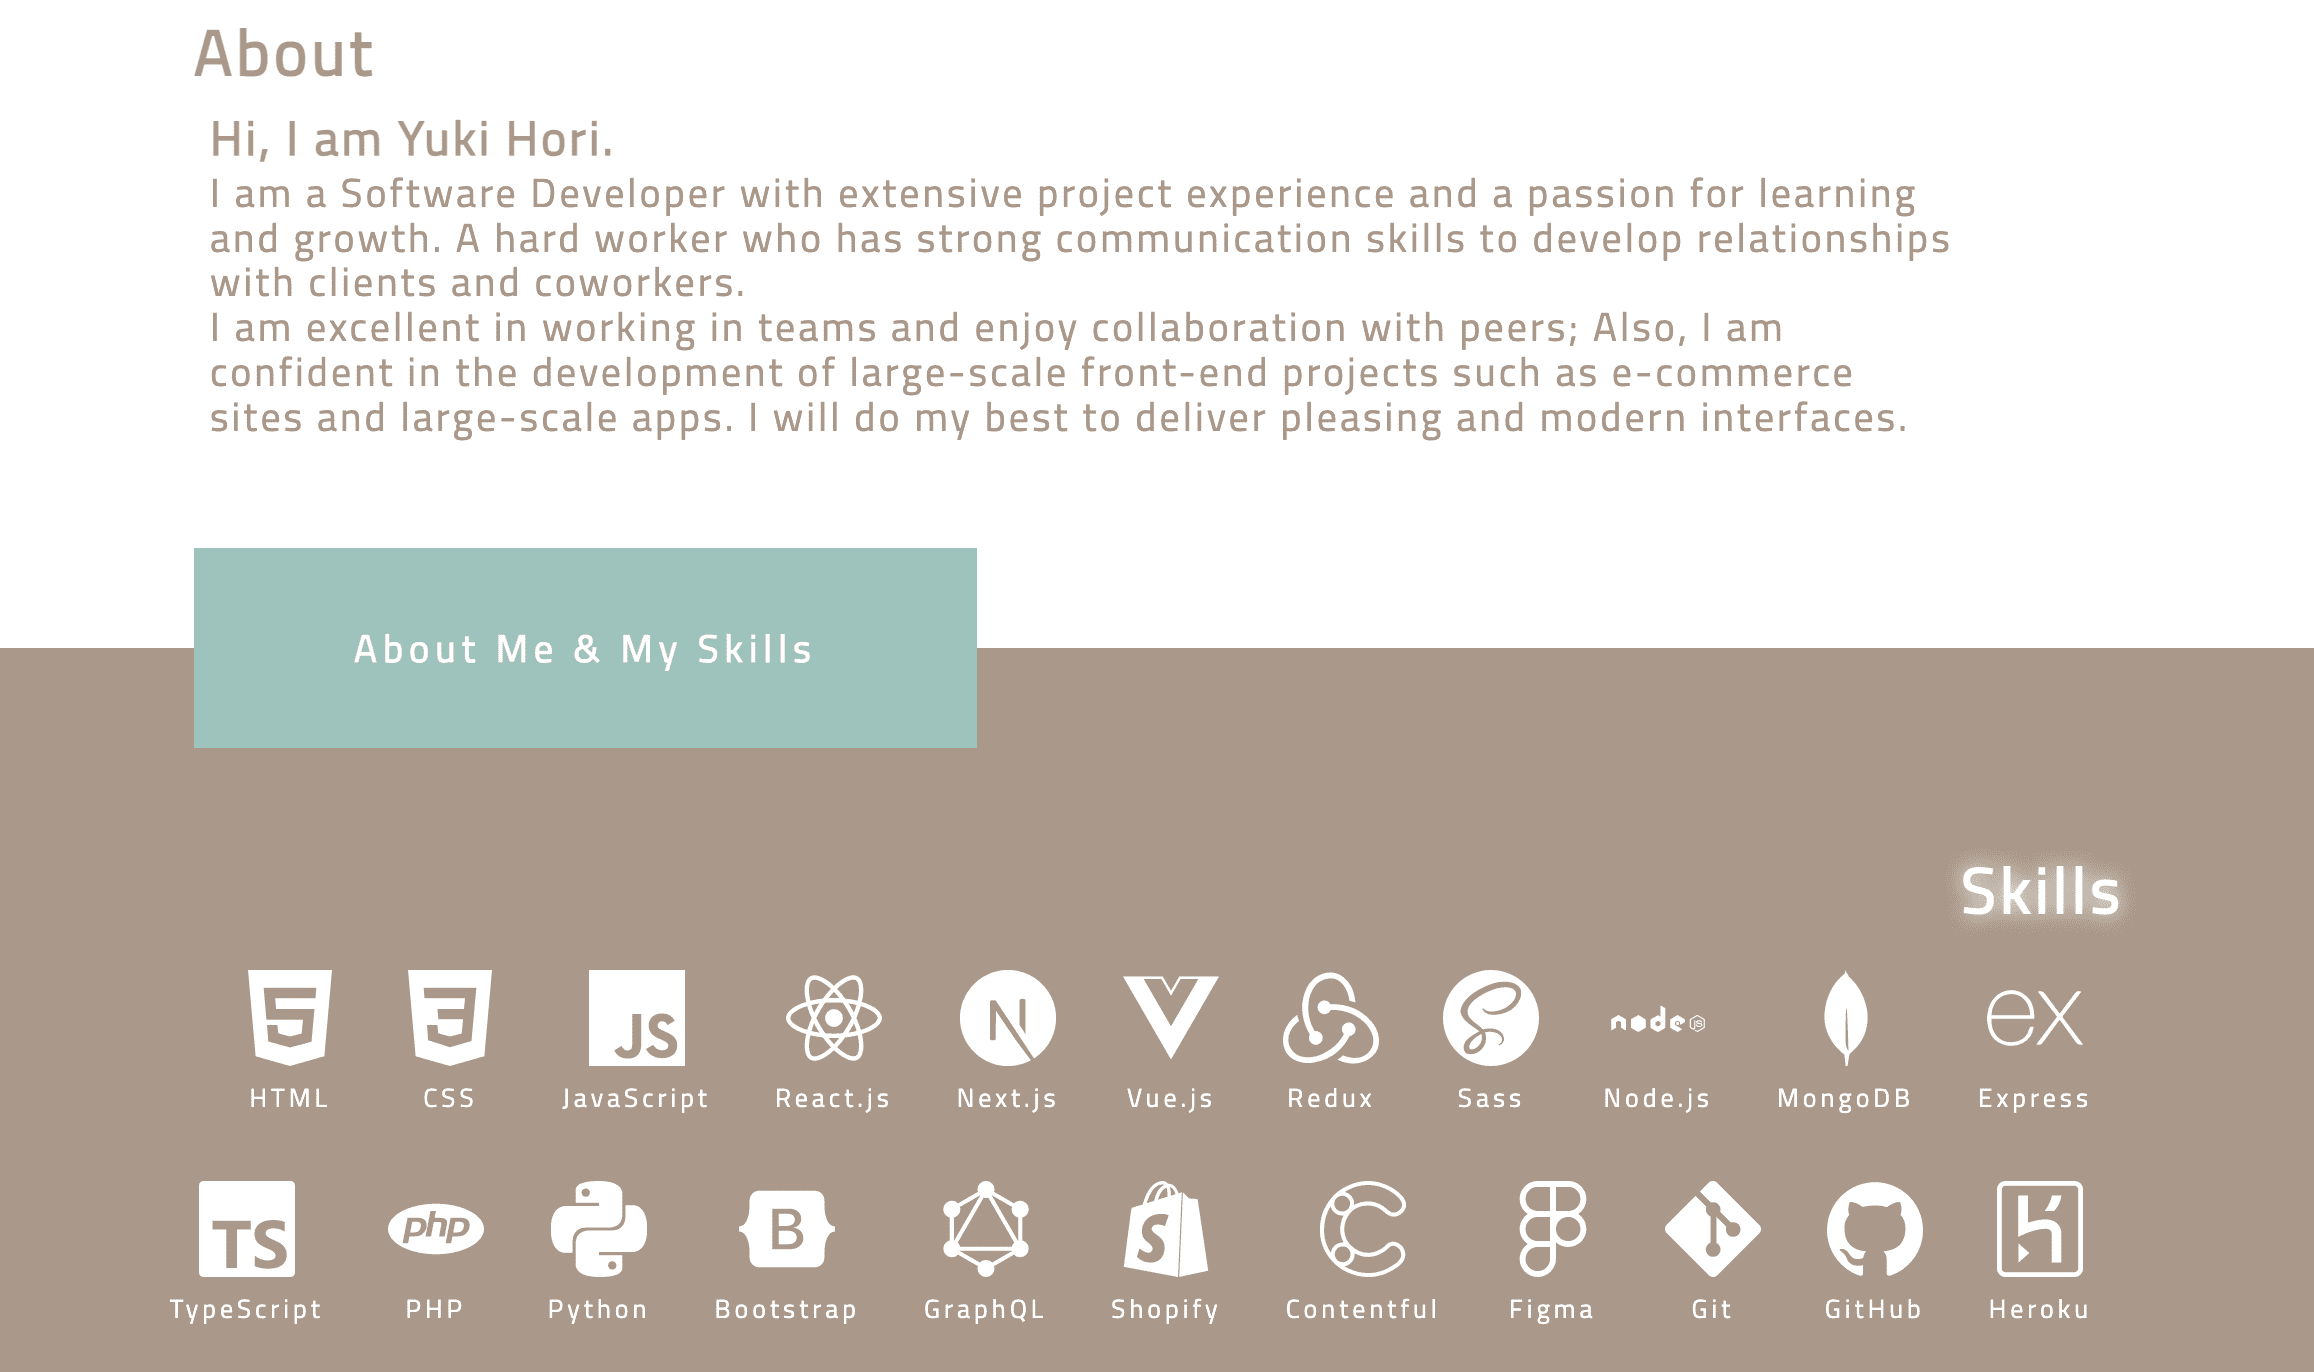 About
Hi, I am Yuki Hori.
I am a Software Developer with extensive project experience and a passion for learning
and growth. A hard worker who has strong communication skills to develop relationships
with clients and coworkers.
I am excellent in working in teams and enjoy collaboration with peers; Also, I am
confident in the development of large-scale front-end projects such as e-commerce
sites and large-scale apps. I will do my best to deliver pleasing and modern interfaces.
About Me & My Skills
Skills
5 3 JS N node JS ex
HTML CSS JavaScript React.js Next.js Vue.js Redux Sass Node.js MongoDB Express
TS php B S
TypeScript PHP Python Bootstrap GraphQL Shopify Contentful Figma Git GitHub Heroku